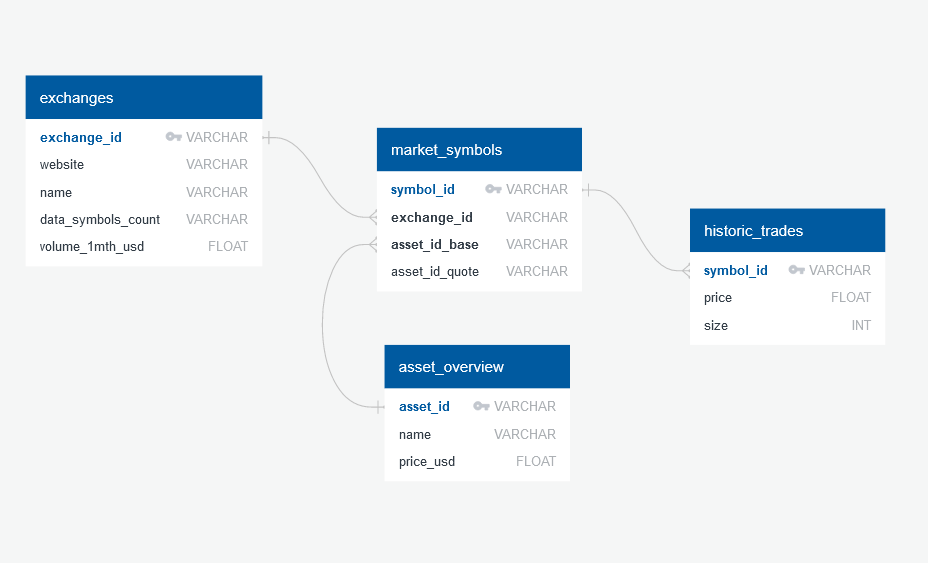 exchanges
exchange_id VARCHAR
website VARCHAR
name VARCHAR
data_symbols_count VARCHAR
volume_1mth_usd FLOAT
market_symbols
symbol_id VARCHAR
exchange_id VARCHAR
asset_id_base VARCHAR
asset_id_quote VARCHAR
historic_trades
symbol_id VARCHAR
price FLOAT
size INT
asset_overview
asset_id VARCHAR
name VARCHAR
price_usd FLOAT